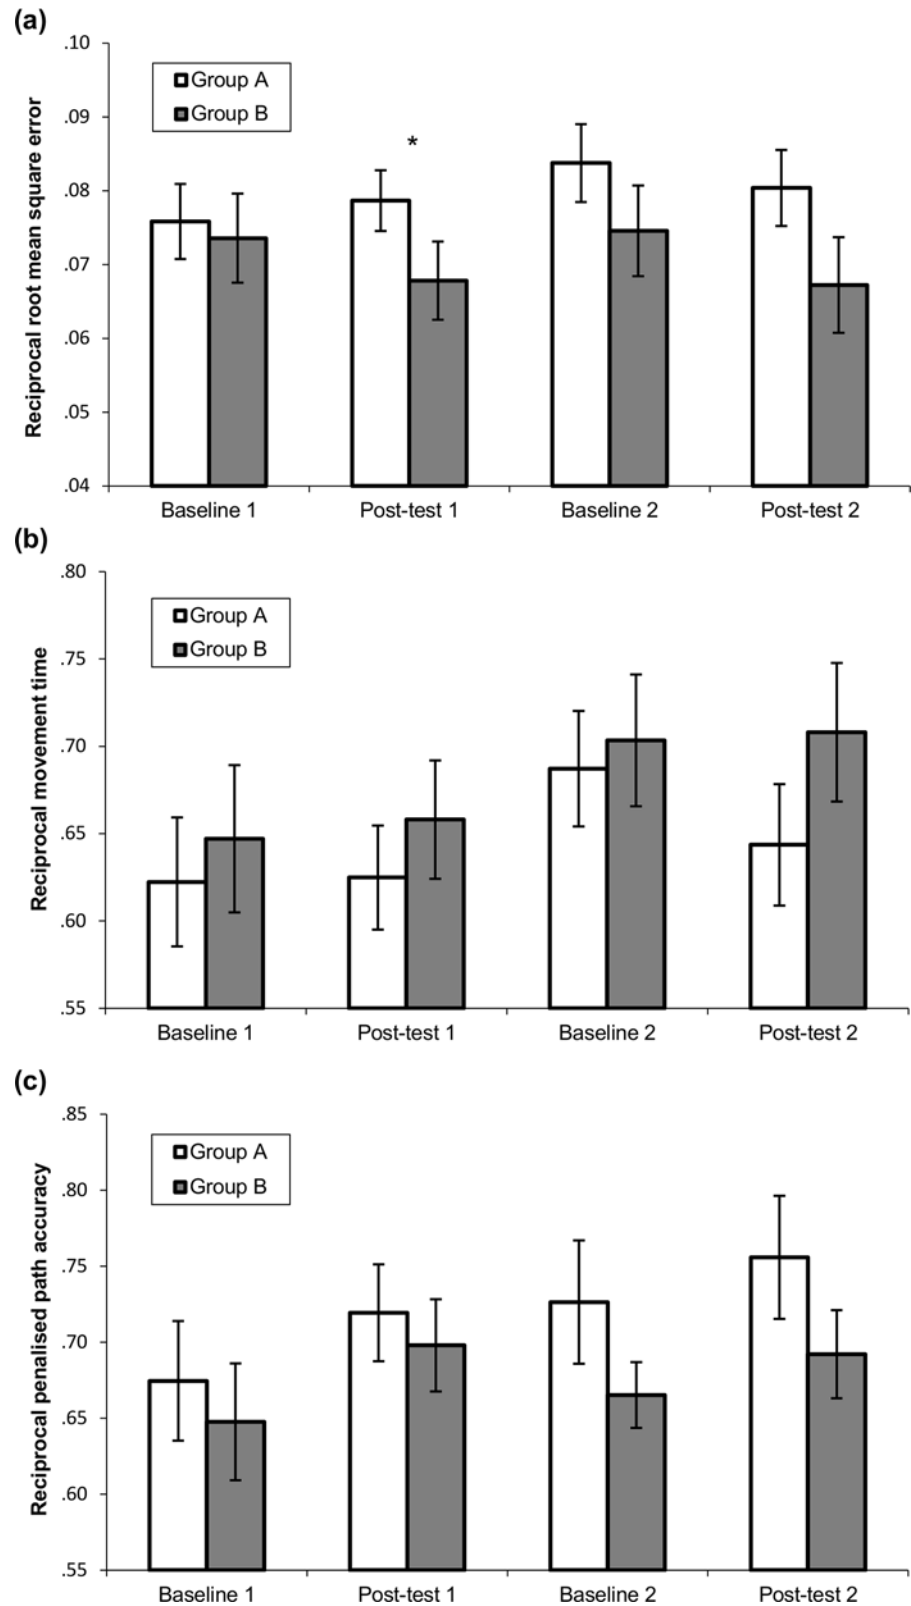 (a)
Reciprocal root mean square error
.10
.09
.08
.07
.06
.05
.04
Group A
Group B
*
Baseline 1 Post-test 1 Baseline 2 Post-test 2
(b)
Reciprocal movement time
.80
.75
.70
.65
.60
.55
Group A
Group B
Baseline 1 Post-test 1 Baseline 2 Post-test 2
(c)
Reciprocal penalised path accuracy
.85
.80
.75
.70
.65
.60
.55
Group A
Group B
Baseline 1 Post-test 1 Baseline 2 Post-test 2